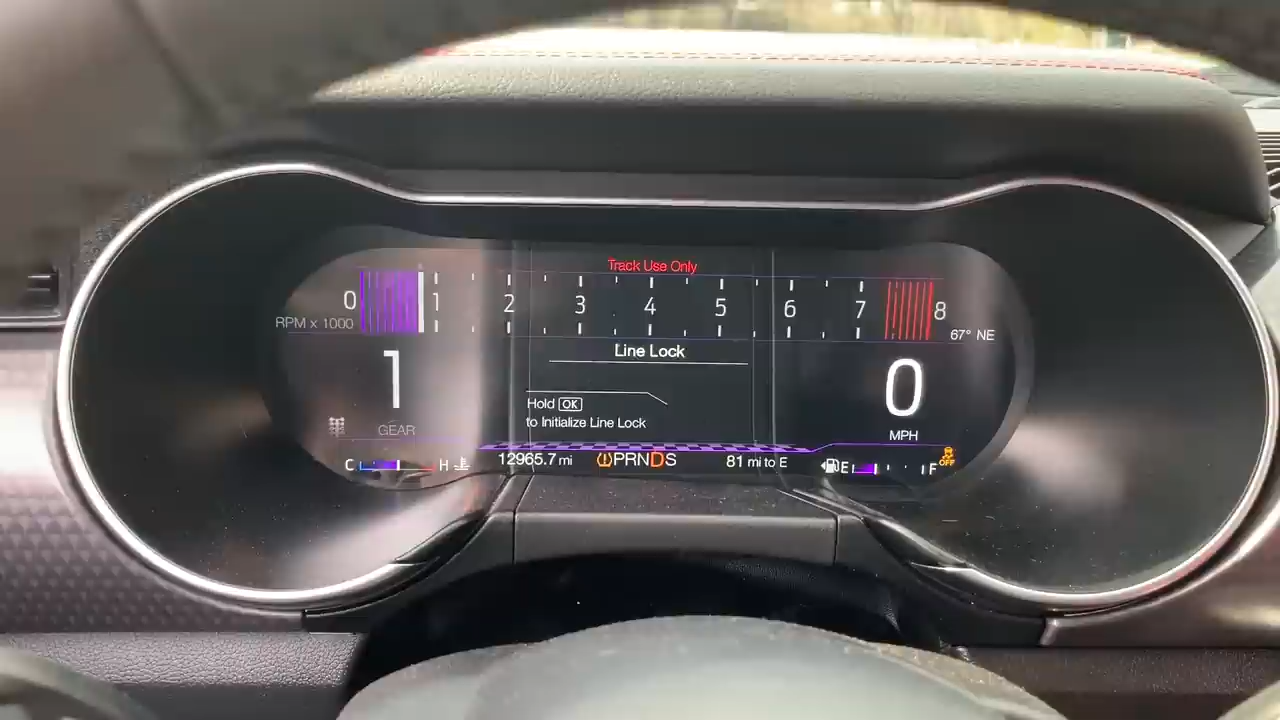 Track Use Only
0 1 2 3 4 5 6 7 8
RPM x 1000
67° NE
Line Lock
1
GEAR
Hold OK
to Initialize Line Lock
0
MPH
C H
12965.7 mi
PRNDS
81 mi to E
E F
OFF